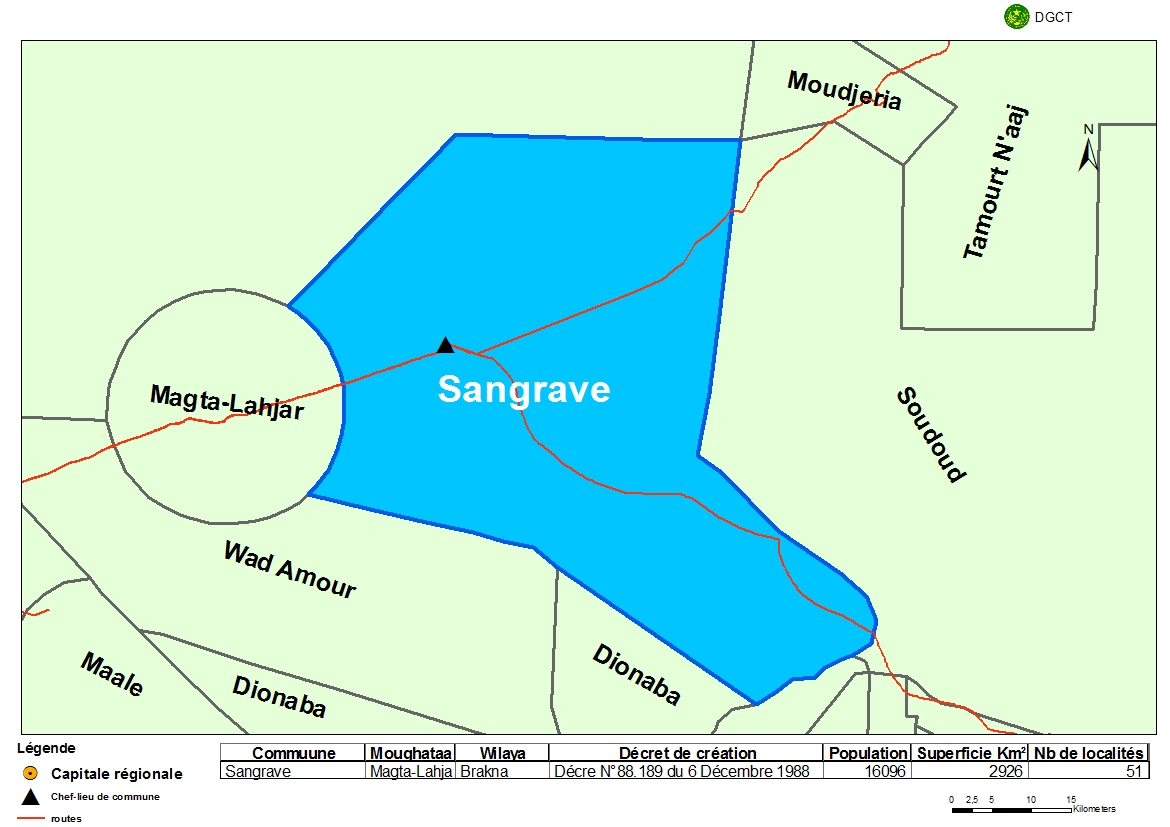 DGCT
Moudjeria
Tamourt N'aaj
N
Magta-Lahjar
Sangrave
Soudoud
Wad Amour
Dionaba
Maale
Dionaba
Légende
Capitale régionale
Chef-lieu de commune
routes
Commuune Moughataa Wilaya Décret de création Population Superficie Km² Nb de localités
Sangrave Magta-Lahja Brakna Décre N°88.189 du 6 Décembre 1988 16096 2926 51
0 2,5 5 10 15
Kilometers